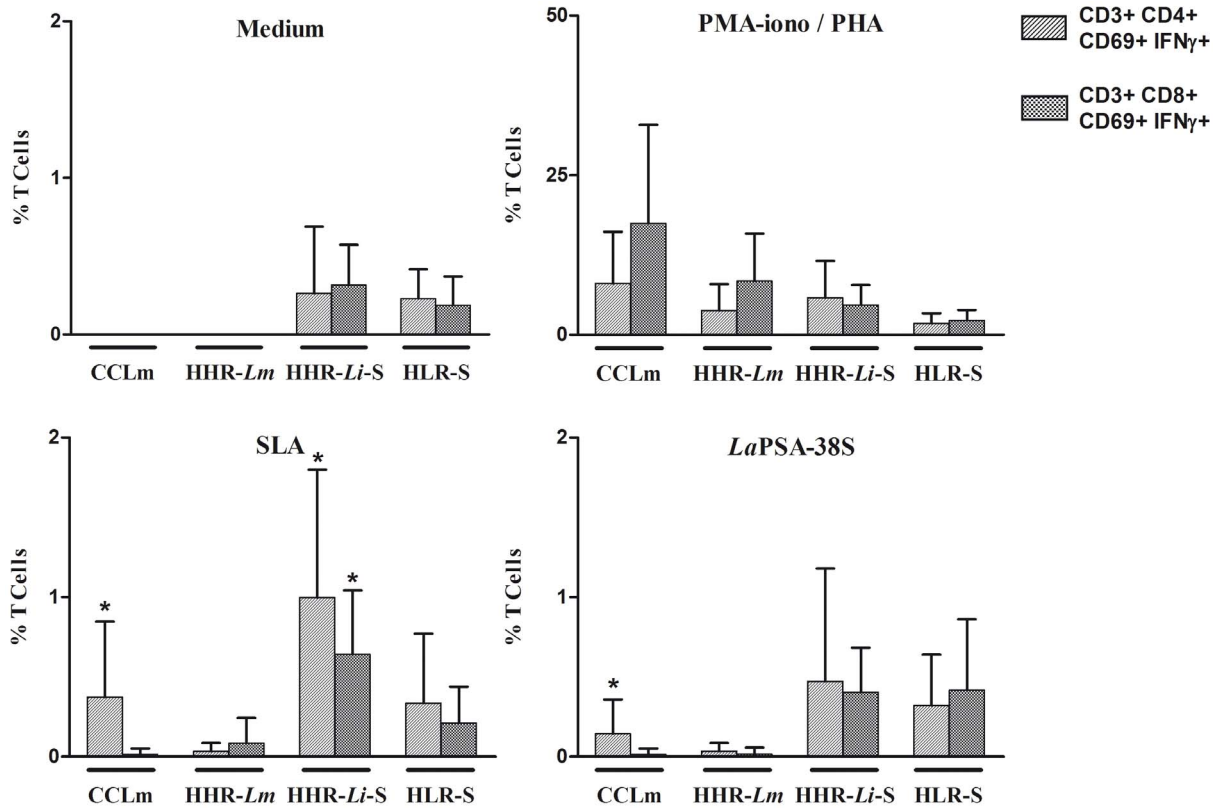 Medium
2
1
0
% T Cells
CCLm
HHR-Lm
HHR-Li-S
HLR-S
PMA-iono / PHA
50
25
0
% T Cells
CCLm
HHR-Lm
HHR-Li-S
HLR-S
CD3+ CD4+
CD69+ IFNγ+
CD3+ CD8+
CD69+ IFNγ+
SLA
2
1
0
% T Cells
*
*
*
CCLm
HHR-Lm
HHR-Li-S
HLR-S
LaPSA-38S
2
1
0
% T Cells
*
CCLm
HHR-Lm
HHR-Li-S
HLR-S